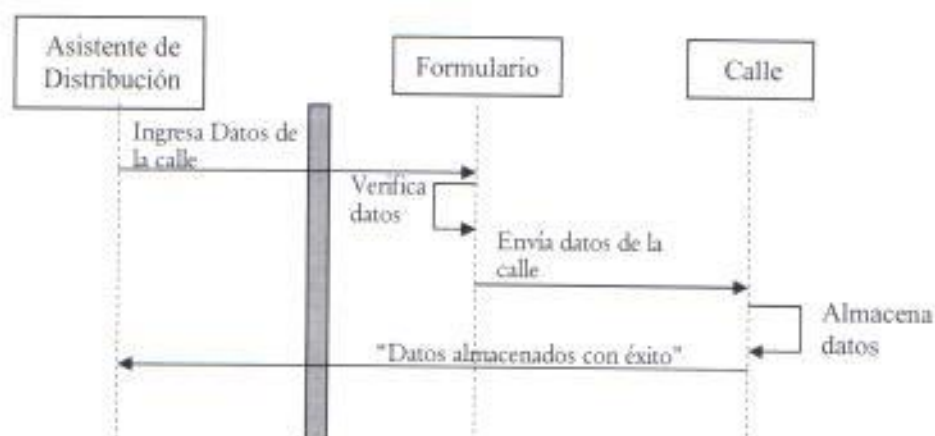 Asistente de
Distribución
Formulario
Calle
Ingresa Datos de
la calle
Verifica
datos
Envía datos de la
calle
Almacena
datos
"Datos almacenados con éxito"